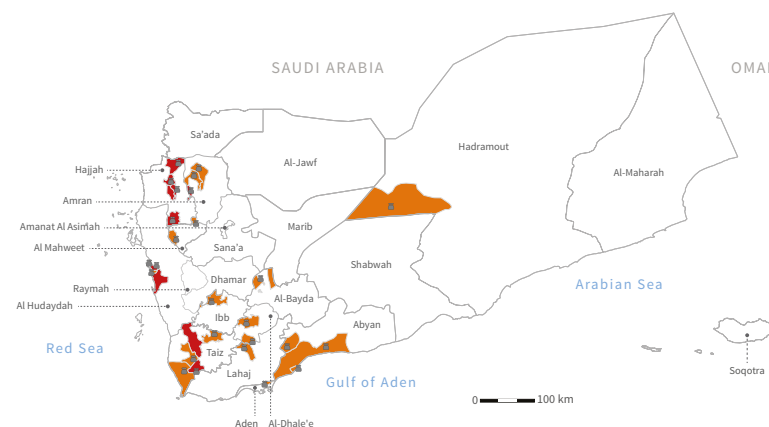 SAUDI ARABIA
OMAN
Sa'ada
Hadramout
Al-Jawf
Hajjah
Al-Maharah
Amran
Amanat Al Asimah
Marib
Al Mahweet
Sana'a
Shabwah
Dhamar
Arabian Sea
Raymah
Al-Bayda
Al Hudaydah
Ibb
Abyan
Red Sea
Taiz
Lahaj
Soqotra
Gulf of Aden
0 100 km
Aden
Al-Dhale'e